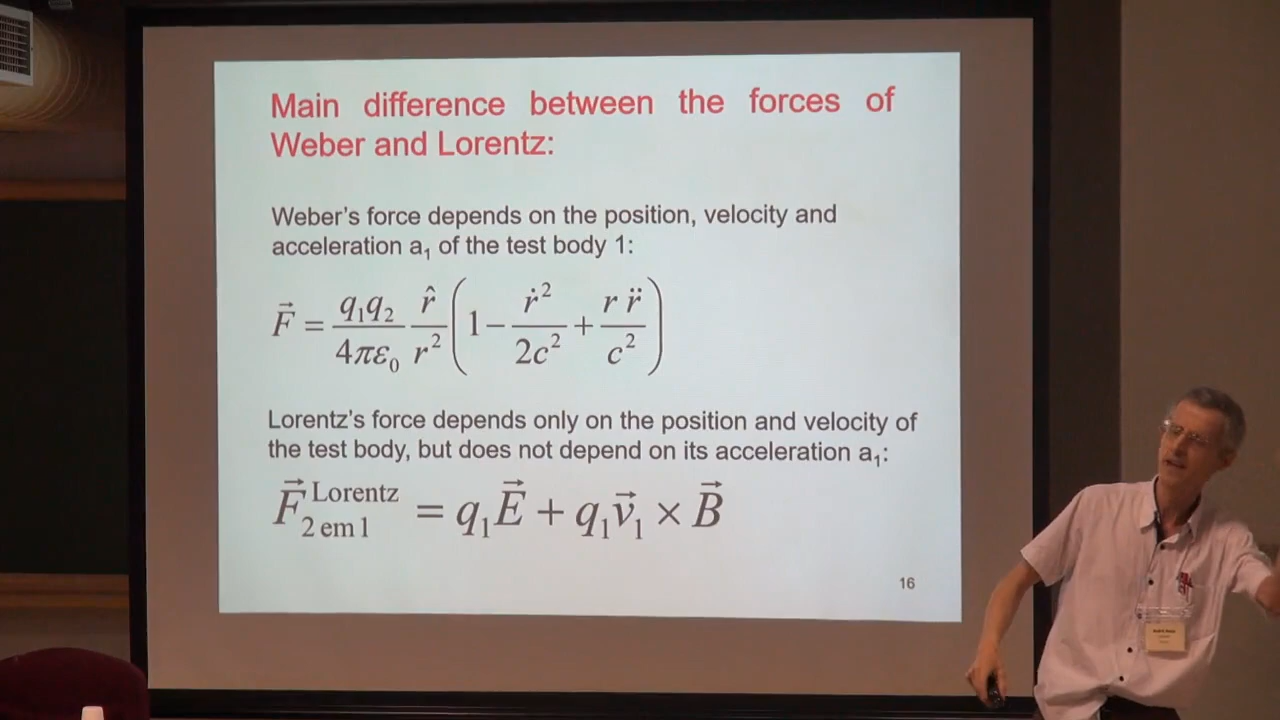 Main difference between the forces of
Weber and Lorentz:
Weber's force depends on the position, velocity and
acceleration a₁ of the test body 1:
F⃗ = q₁q₂/4πε₀ r̂/r² (1 − ṙ²/2c² + r r̈/c²)
Lorentz's force depends only on the position and velocity of
the test body, but does not depend on its acceleration a₁:
F⃗₂ ₑₘ ₁ᴸᵒʳᵉⁿᵗᶻ = q₁E⃗ + q₁v⃗₁ × B⃗
16